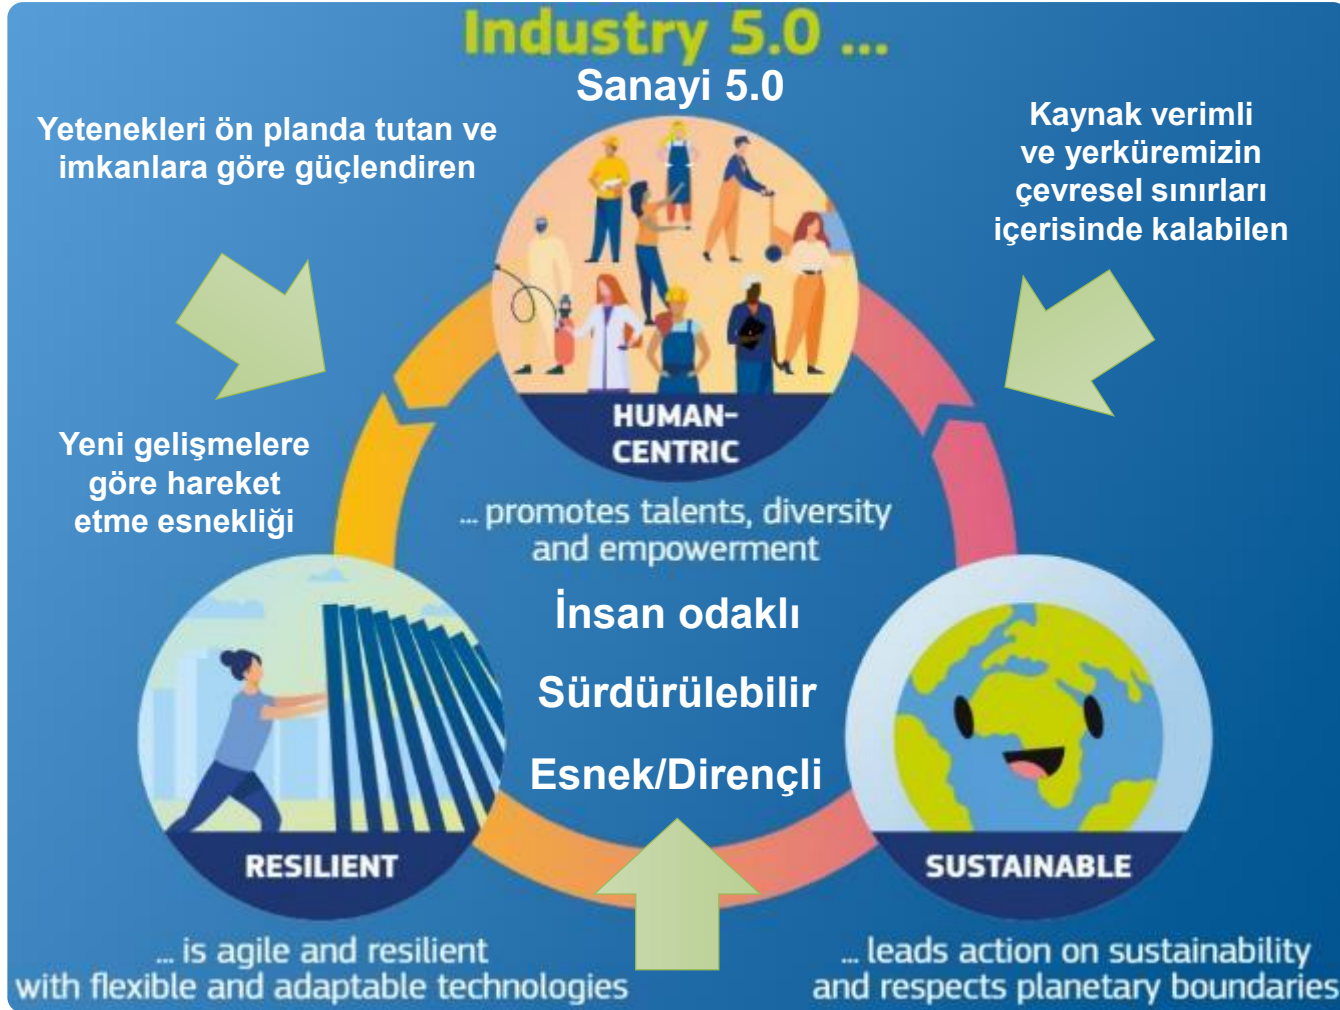 Industry 5.0 ...
Sanayi 5.0
Yetenekleri ön planda tutan ve
imkanlara göre güçlendiren
Kaynak verimli
ve yerküremizin
çevresel sınırları
içerisinde kalabilen
HUMAN-
CENTRIC
... promotes talents, diversity
and empowerment
Yeni gelişmelere
göre hareket
etme esnekliği
İnsan odaklı
Sürdürülebilir
Esnek/Dirençli
RESILIENT
... is agile and resilient
with flexible and adaptable technologies
SUSTAINABLE
... leads action on sustainability
and respects planetary boundaries